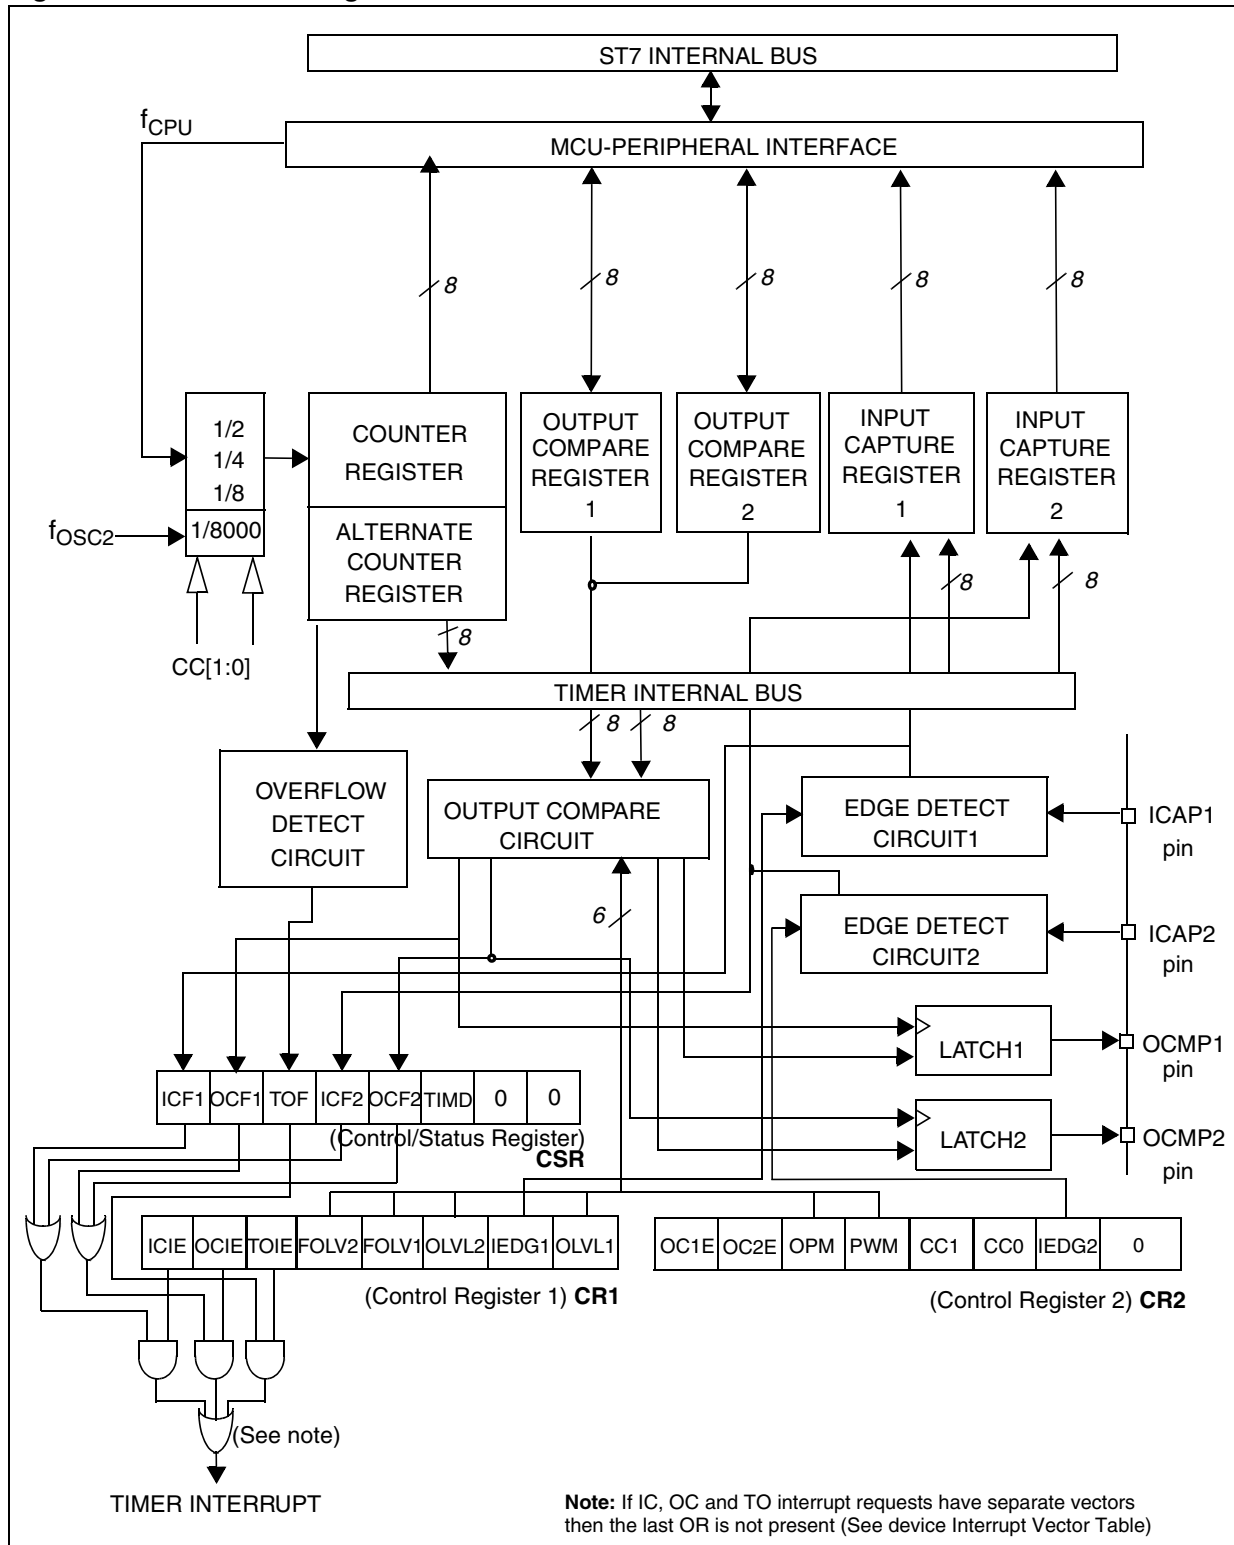 ST7 INTERNAL BUS
fCPU
MCU-PERIPHERAL INTERFACE
8
8
8
8
8
1/2
1/4
1/8
1/8000
fOSC2
CC[1:0]
COUNTER
REGISTER
ALTERNATE
COUNTER
REGISTER
OUTPUT
COMPARE
REGISTER
1
OUTPUT
COMPARE
REGISTER
2
INPUT
CAPTURE
REGISTER
1
INPUT
CAPTURE
REGISTER
2
8
8
8
TIMER INTERNAL BUS
8
8
OVERFLOW
DETECT
CIRCUIT
OUTPUT COMPARE
CIRCUIT
6
EDGE DETECT
CIRCUIT1
ICAP1
pin
EDGE DETECT
CIRCUIT2
ICAP2
pin
LATCH1
OCMP1
pin
LATCH2
OCMP2
pin
ICF1 OCF1 TOF ICF2 OCF2 TIMD 0 0
(Control/Status Register)
CSR
ICIE OCIE TOIE FOLV2 FOLV1 OLVL2 IEDG1 OLVL1
(Control Register 1) CR1
OC1E OC2E OPM PWM CC1 CC0 IEDG2 0
(Control Register 2) CR2
(See note)
TIMER INTERRUPT
Note: If IC, OC and TO interrupt requests have separate vectors
then the last OR is not present (See device Interrupt Vector Table)